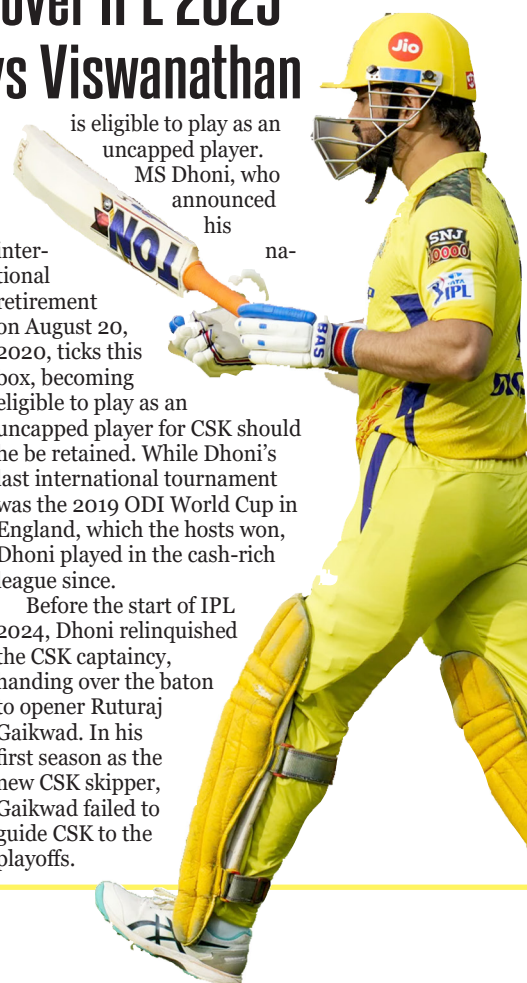 over IPL 2025
ys Viswanathan
is eligible to play as an
uncapped player.
MS Dhoni, who
announced
his
inter- na-
tional
retirement
on August 20,
2020, ticks this
box, becoming
eligible to play as an
uncapped player for CSK should
he be retained. While Dhoni’s
last international tournament
was the 2019 ODI World Cup in
England, which the hosts won,
Dhoni played in the cash-rich
league since.
Before the start of IPL
2024, Dhoni relinquished
the CSK captaincy,
handing over the baton
to opener Ruturaj
Gaikwad. In his
first season as the
new CSK skipper,
Gaikwad failed to
guide CSK to the
playoffs.
Jio
TON
TON
SNJ
10000
TATA
IPL
BAS